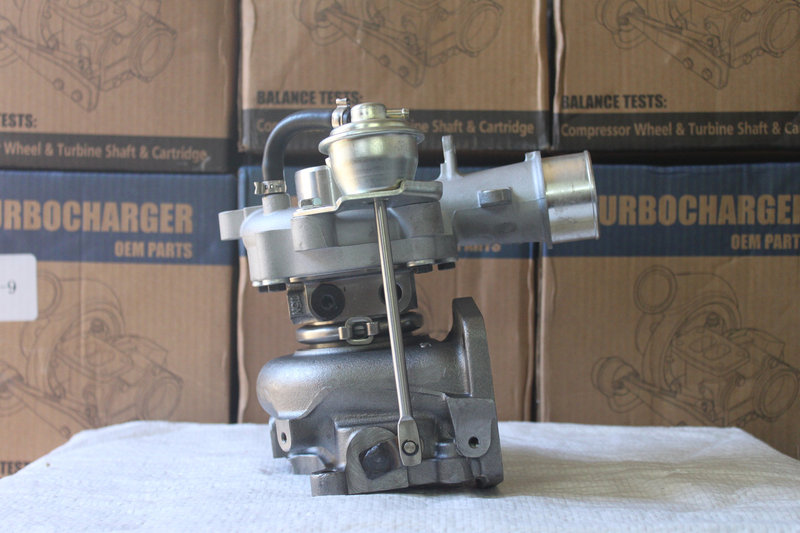 TESTS:
Compressor Wheel & Turbine Shaft & Cartridge
BALANCE TESTS:
Compressor Wheel & Turbine Shaft & Cartridge
BALANCE TESTS:
Compressor Wheel & Turbine Shaft & Cartridge
URBOCHARGER
OEM PARTS
OEM PARTS
URBOCHARGER
OEM PARTS
-9
TESTS